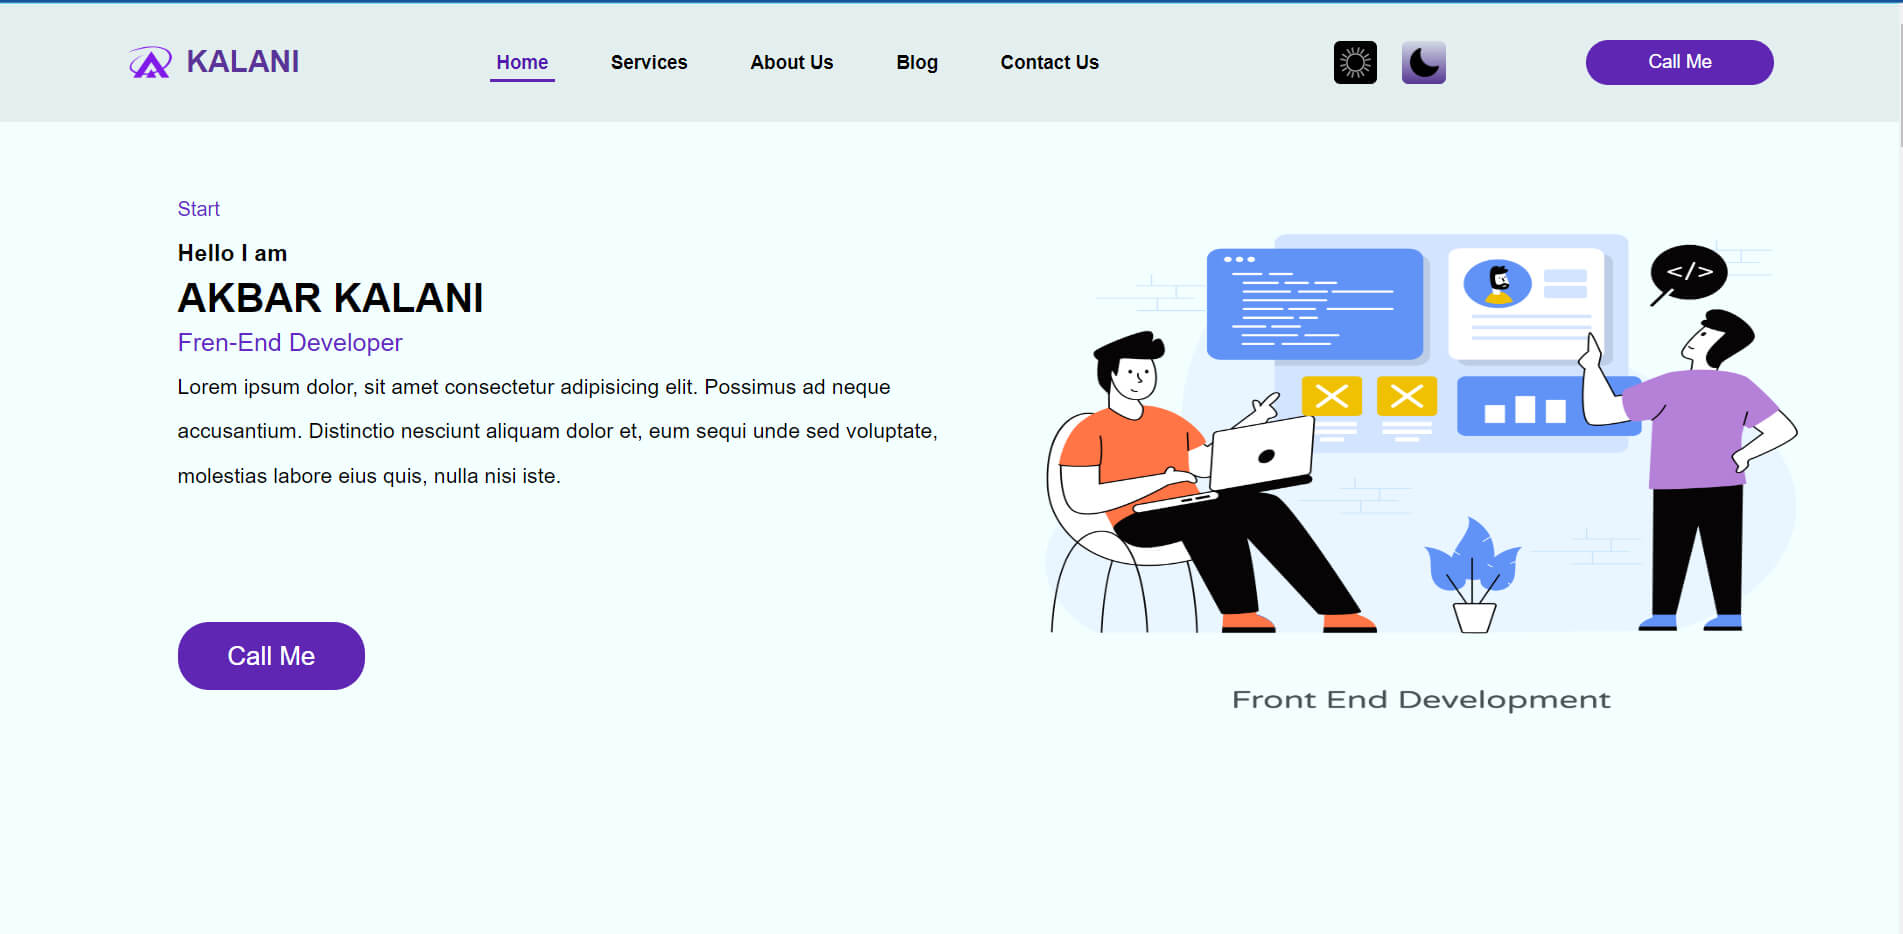 KALANI
Home Services About Us Blog Contact Us
Call Me
Start
Hello I am
AKBAR KALANI
Fren-End Developer
Lorem ipsum dolor, sit amet consectetur adipisicing elit. Possimus ad neque
accusantium. Distinctio nesciunt aliquam dolor et, eum sequi unde sed voluptate,
molestias labore eius quis, nulla nisi iste.
Call Me
</>
Front End Development